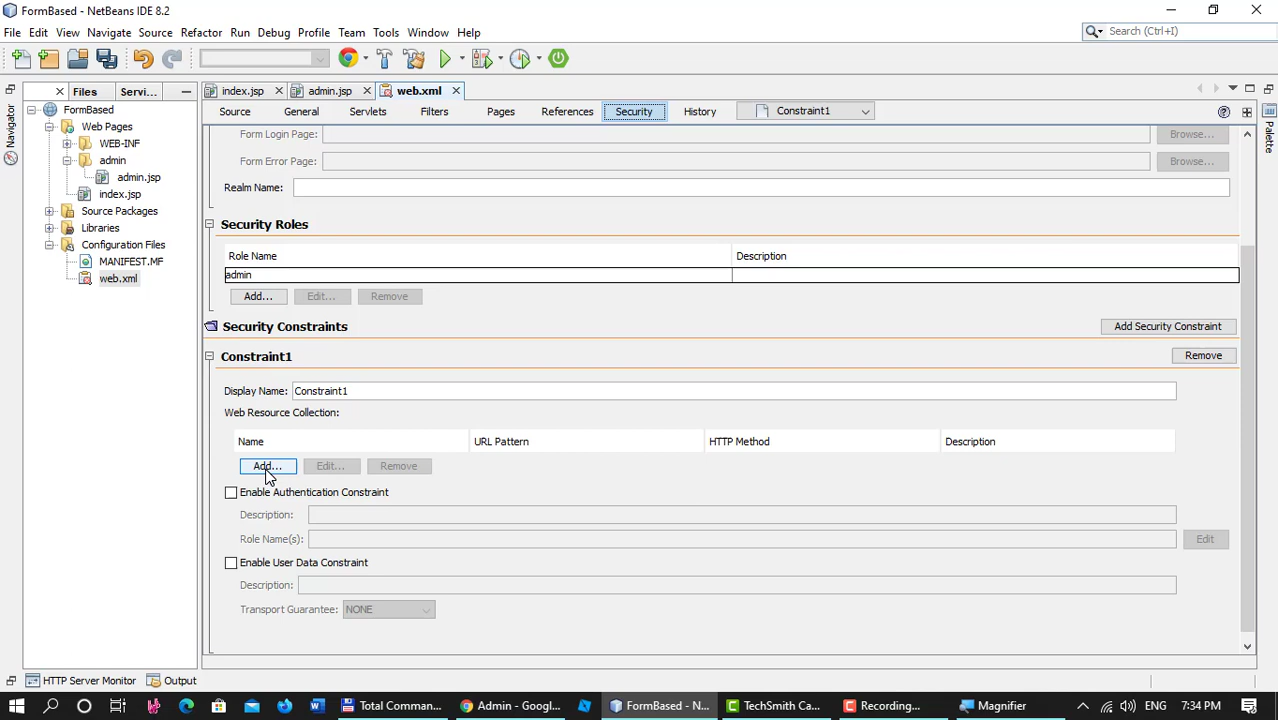 FormBased - NetBeans IDE 8.2
File Edit View Navigate Source Refactor Run Debug Profile Team Tools Window Help
Search (Ctrl+I)
Files Servi...
index.jsp admin.jsp web.xml
Source General Servlets Filters Pages References Security History Constraint1
Navigator
Palette
FormBased
Web Pages
WEB-INF
admin
admin.jsp
index.jsp
Source Packages
Libraries
Configuration Files
MANIFEST.MF
web.xml
Form Login Page: Browse...
Form Error Page: Browse...
Realm Name:
Security Roles
Role Name Description
admin
Add... Edit... Remove
Security Constraints Add Security Constraint
Constraint1 Remove
Display Name: Constraint1
Web Resource Collection:
Name URL Pattern HTTP Method Description
Add... Edit... Remove
Enable Authentication Constraint
Description:
Role Name(s): Edit
Enable User Data Constraint
Description:
Transport Guarantee: NONE
HTTP Server Monitor Output
Total Comman... Admin - Googl... FormBased - N... TechSmith Ca... Recording... Magnifier ENG 7:34 PM